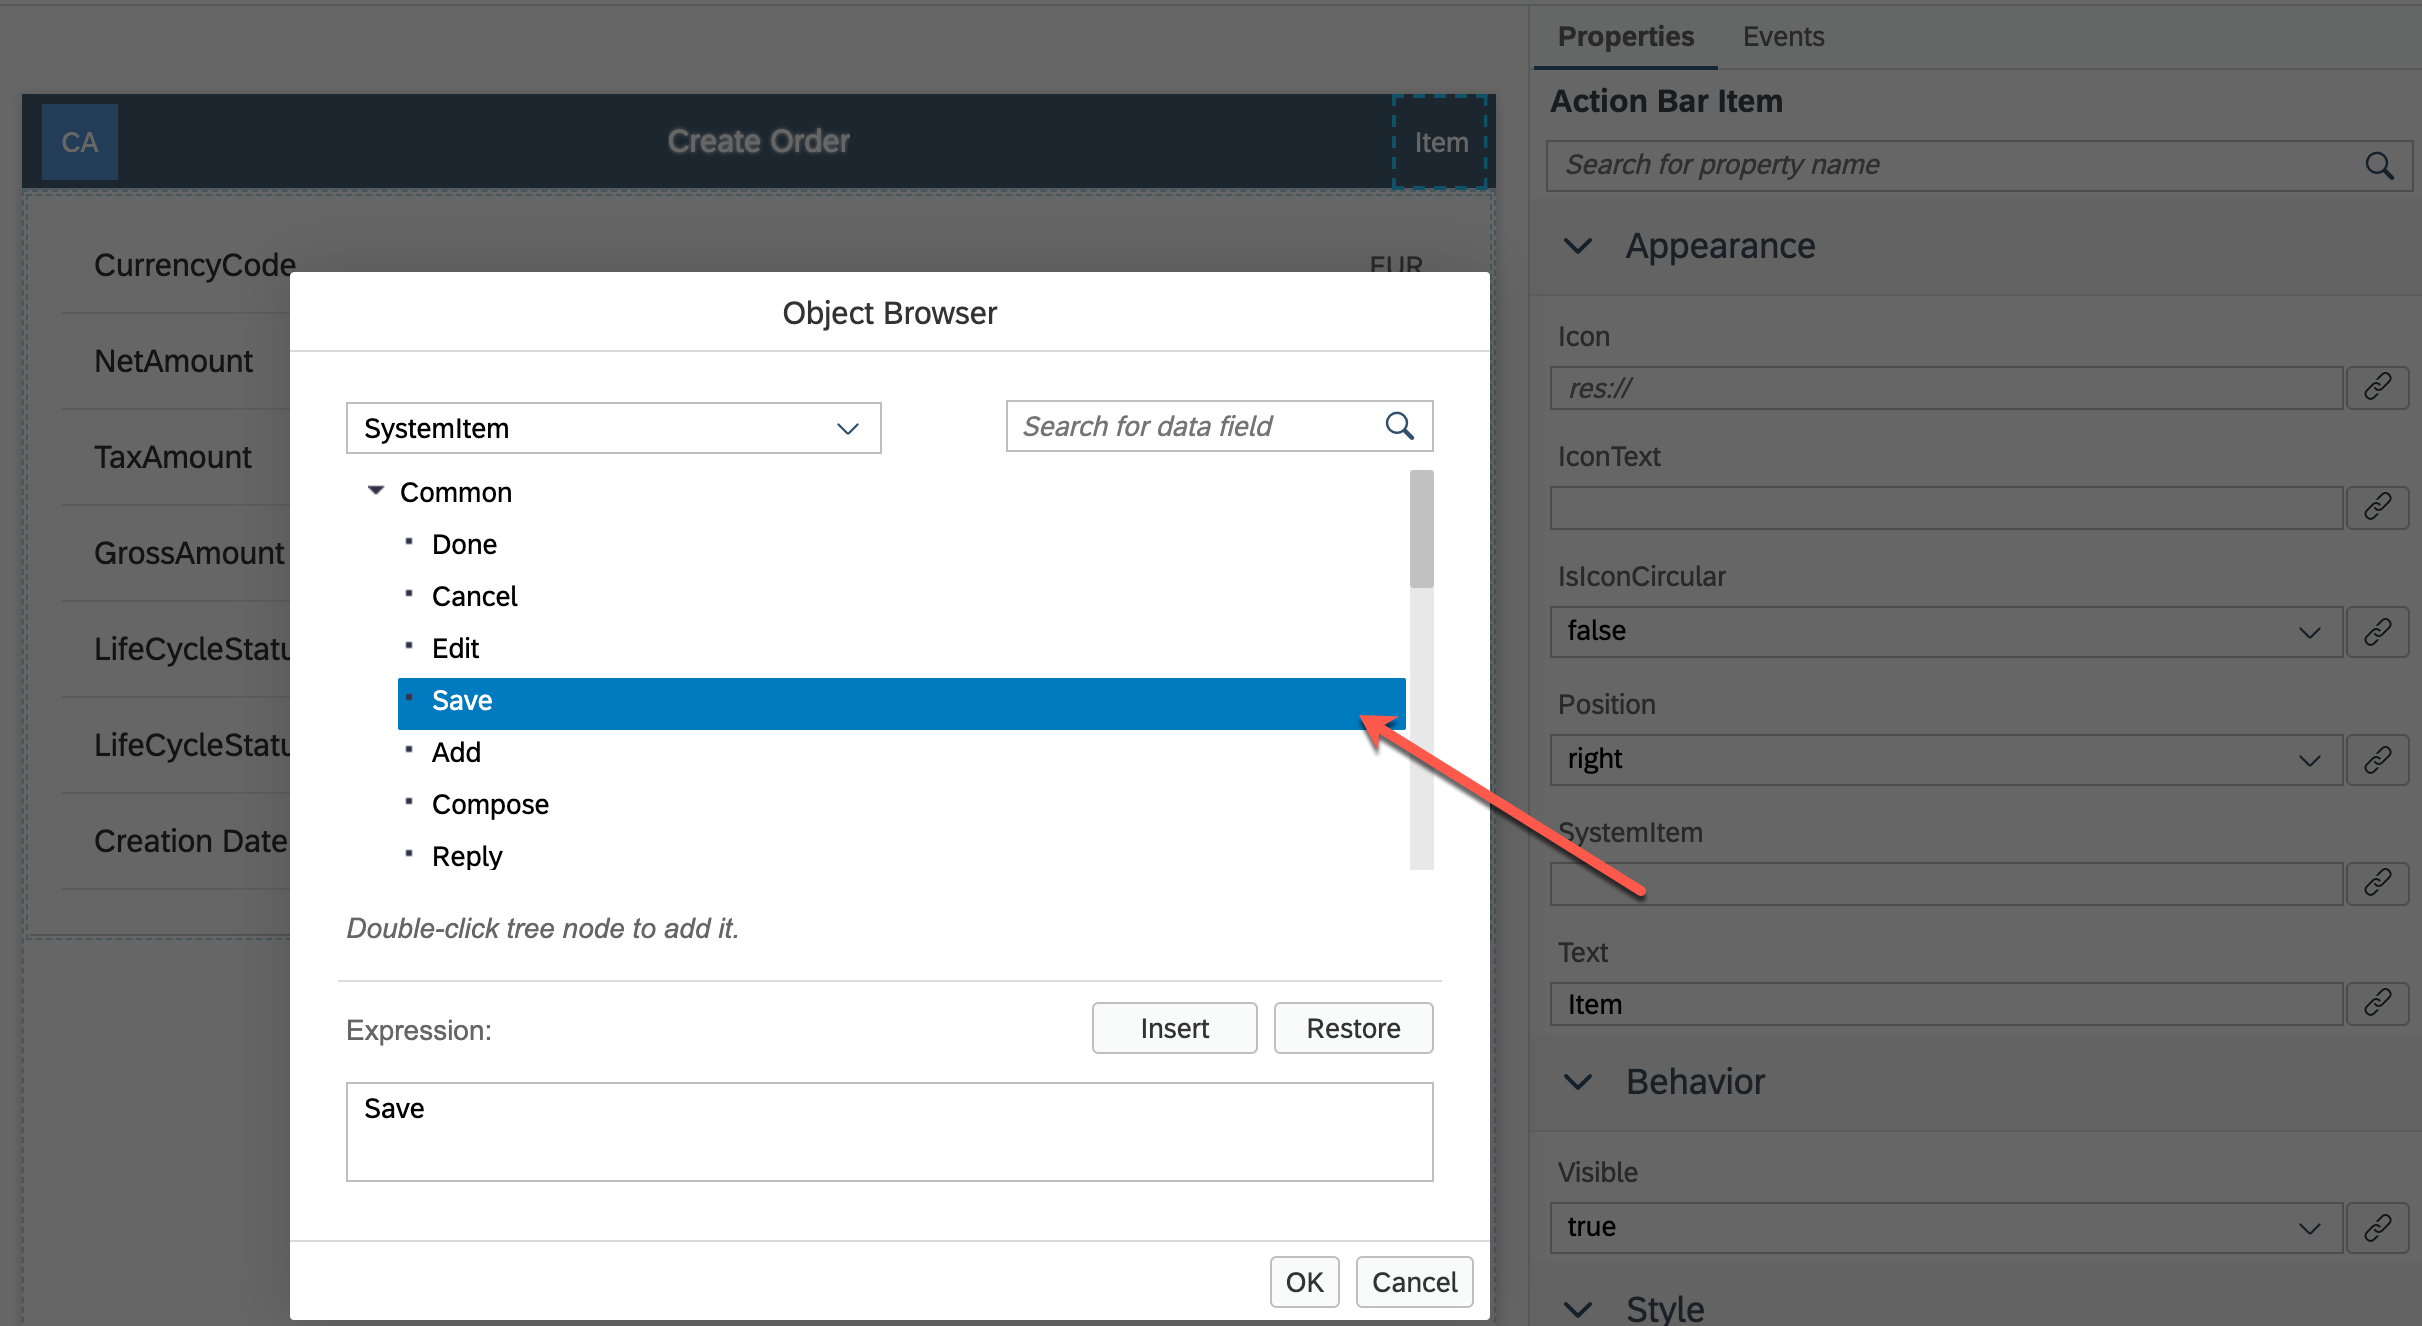 Properties Events
Action Bar Item
Search for property name
CA Create Order Item
Appearance
CurrencyCode EUR
NetAmount
TaxAmount
GrossAmount
LifeCycleStatu
LifeCycleStatu
Creation Date
Object Browser
SystemItem Search for data field
Common
Done
Cancel
Edit
Save
Add
Compose
Reply
Double-click tree node to add it.
Expression: Insert Restore
Save
OK Cancel
Icon
res://
IconText
IsIconCircular
false
Position
right
SystemItem
Text
Item
Behavior
Visible
true
Style